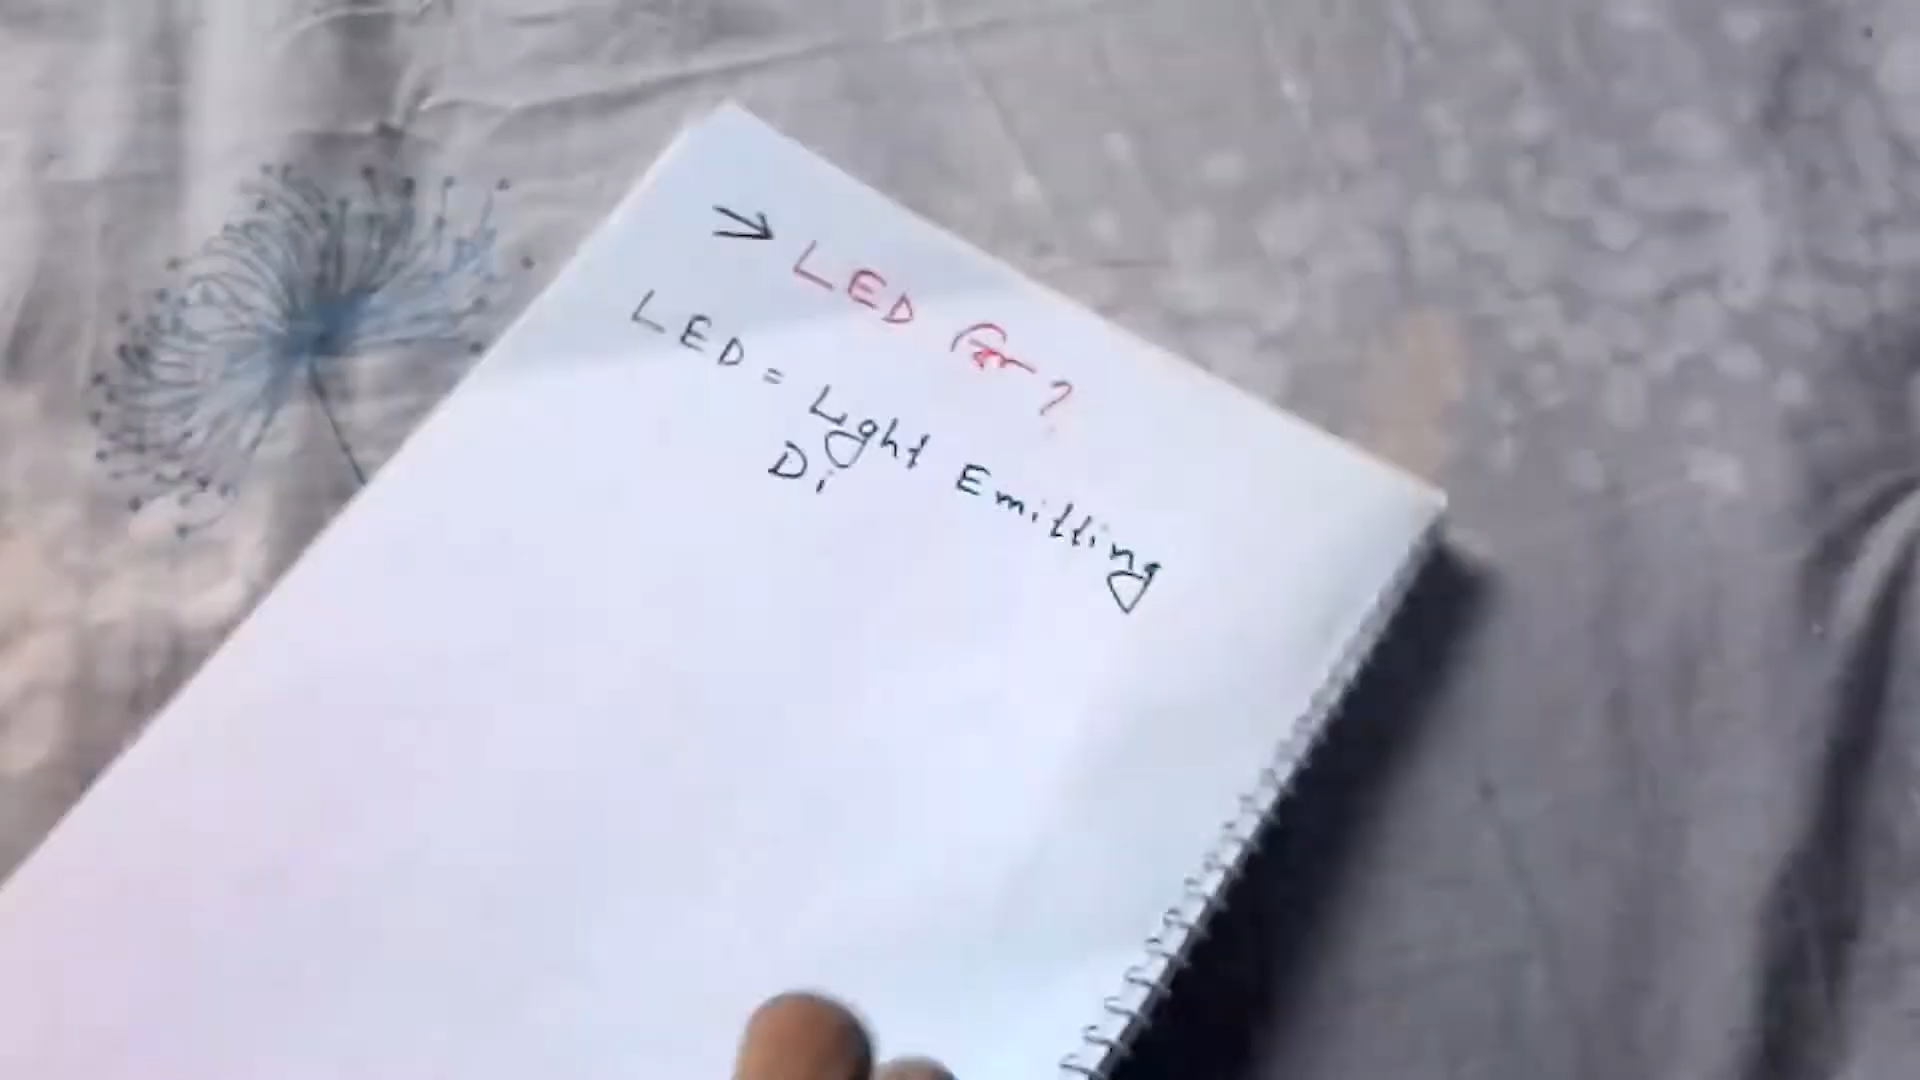 → LED ?
LED = Light Emitting
Di